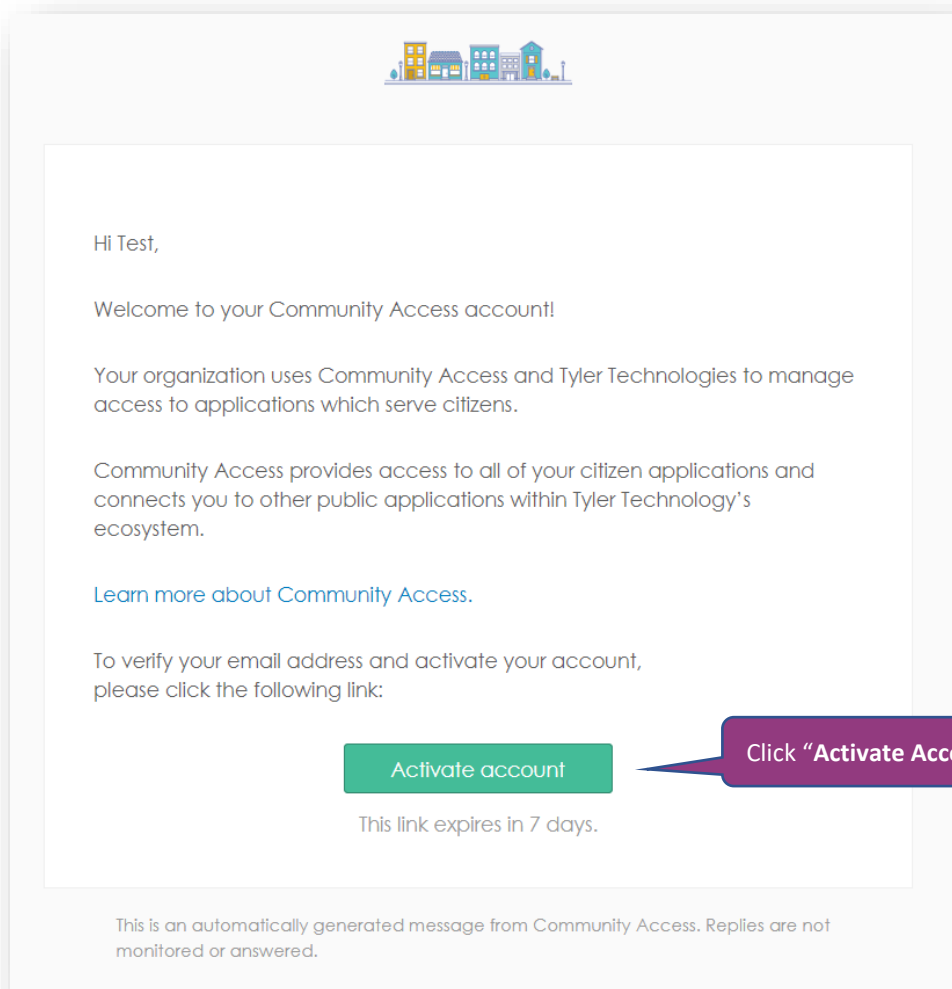 Hi Test,
Welcome to your Community Access account!
Your organization uses Community Access and Tyler Technologies to manage
access to applications which serve citizens.
Community Access provides access to all of your citizen applications and
connects you to other public applications within Tyler Technology’s
ecosystem.
Learn more about Community Access.
To verify your email address and activate your account,
please click the following link:
Activate account
Click “Activate
This link expires in 7 days.
This is an automatically generated message from Community Access. Replies are not
monitored or answered.